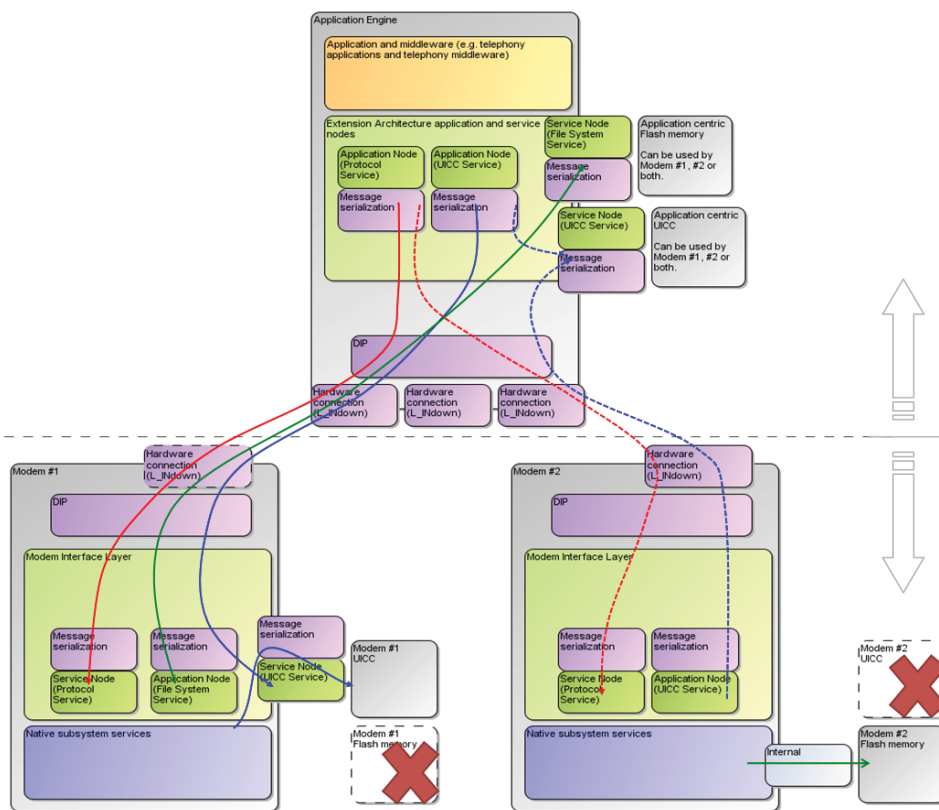 Application Engine
Application and middleware (e.g. telephony
applications and telephony middleware)
Extension Architecture application and service
nodes
Application Node
(Protocol
Service)
Message
serialization
Application Node
(UICC Service)
Message
serialization
Service Node
(File System
Service)
Message
serialization
Application centric
Flash memory
Can be used by
Modem #1, #2 or
both.
Service Node
(UICC Service)
Message
serialization
Application centric
UICC
Can be used by
Modem #1, #2 or
both.
DIP
Hardware
connection
(L_INdown)
Hardware
connection
(L_INdown)
Hardware
connection
(L_INdown)
Modem #1
Hardware
connection
(L_INdown)
DIP
Modem Interface Layer
Message
serialization
Service Node
(Protocol
Service)
Message
serialization
Application Node
(File System
Service)
Message
serialization
Service Node
(UICC Service)
Modem #1
UICC
Native subsystem services
Modem #1
Flash memory
Modem #2
Hardware
connection
(L_INdown)
DIP
Modem Interface Layer
Message
serialization
Service Node
(Protocol
Service)
Message
serialization
Application Node
(UICC Service)
Modem #2
UICC
Native subsystem services
Internal
Modem #2
Flash memory